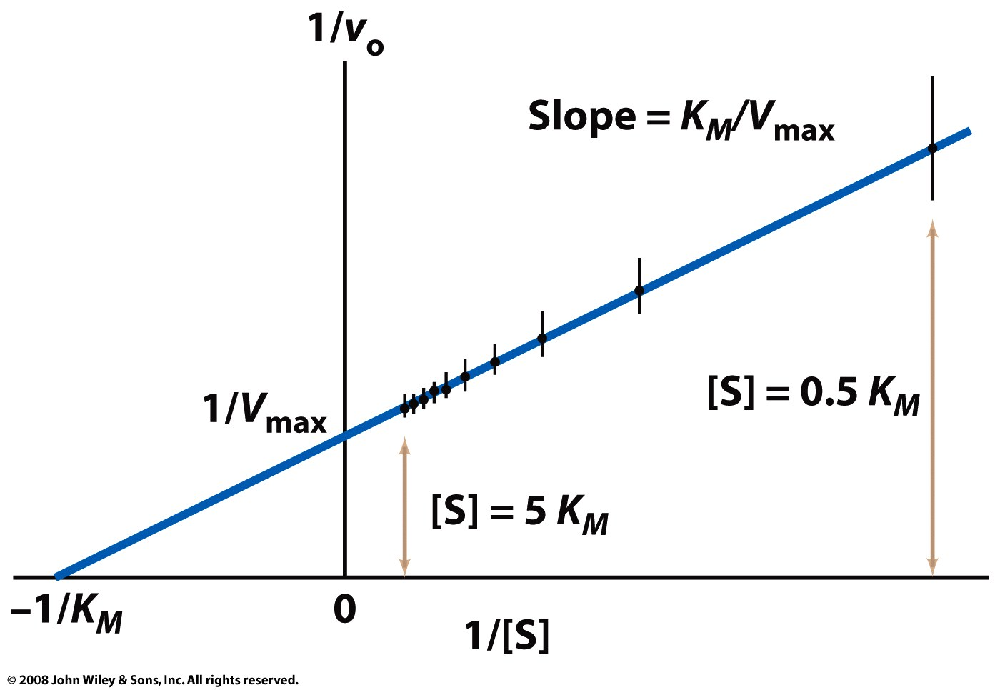 1/vo
Slope = KM/Vmax
[S] = 0.5 KM
1/Vmax
[S] = 5 KM
–1/KM
0
1/[S]
© 2008 John Wiley & Sons, Inc. All rights reserved.